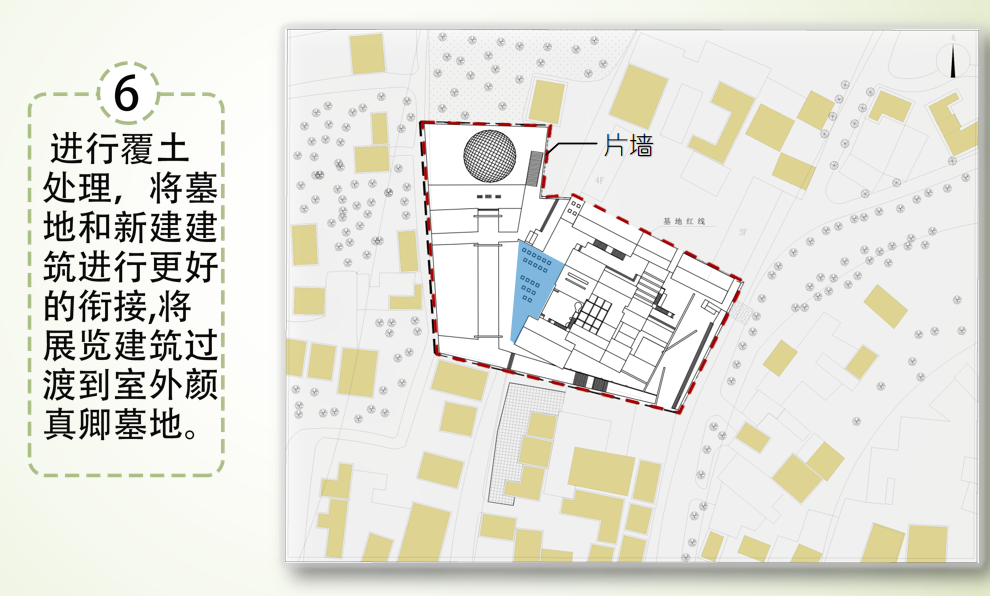 6
进行覆土
处理，将墓
地和新建建
筑进行更好
的衔接,将
展览建筑过
渡到室外颜
真卿墓地。
片墙
4F
基地红线